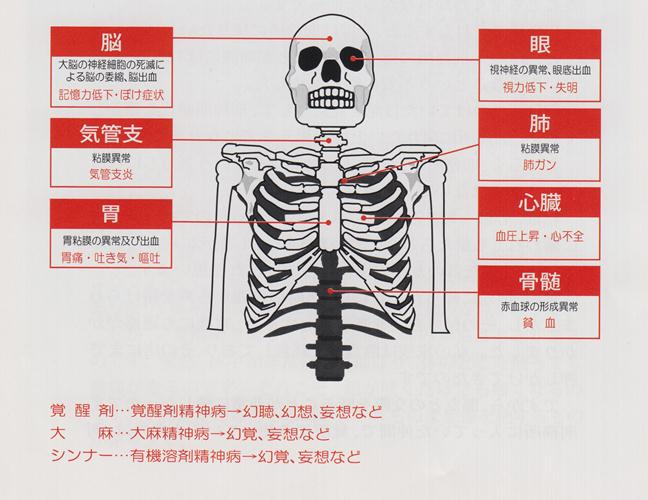 脳
大脳の神経細胞の死滅に
よる脳の萎縮、脳出血
記憶力低下・ぼけ症状
気管支
粘膜異常
気管支炎
胃
胃粘膜の異常及び出血
胃痛・吐き気・嘔吐
眼
視神経の異常、眼底出血
視力低下・失明
肺
粘膜異常
肺ガン
心臓
血圧上昇・心不全
骨髄
赤血球の形成異常
貧 血
覚 醒 剤…覚醒剤精神病→幻聴、幻想、妄想など
大 麻…大麻精神病→幻覚、妄想など
シンナー…有機溶剤精神病→幻覚、妄想など